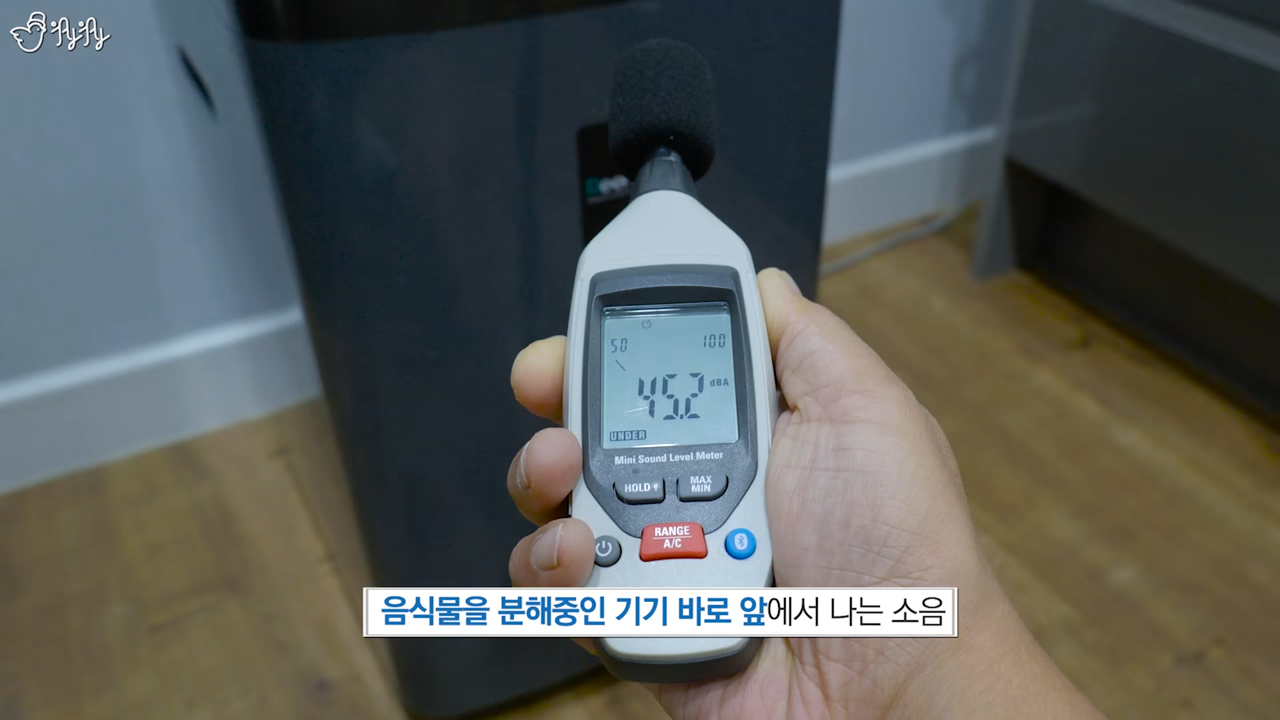 50
100
45.2 dBA
UNDER
Mini Sound Level Meter
HOLD
MAX
MIN
RANGE
A/C
음식물을 분해중인 기기 바로 앞에서 나는 소음